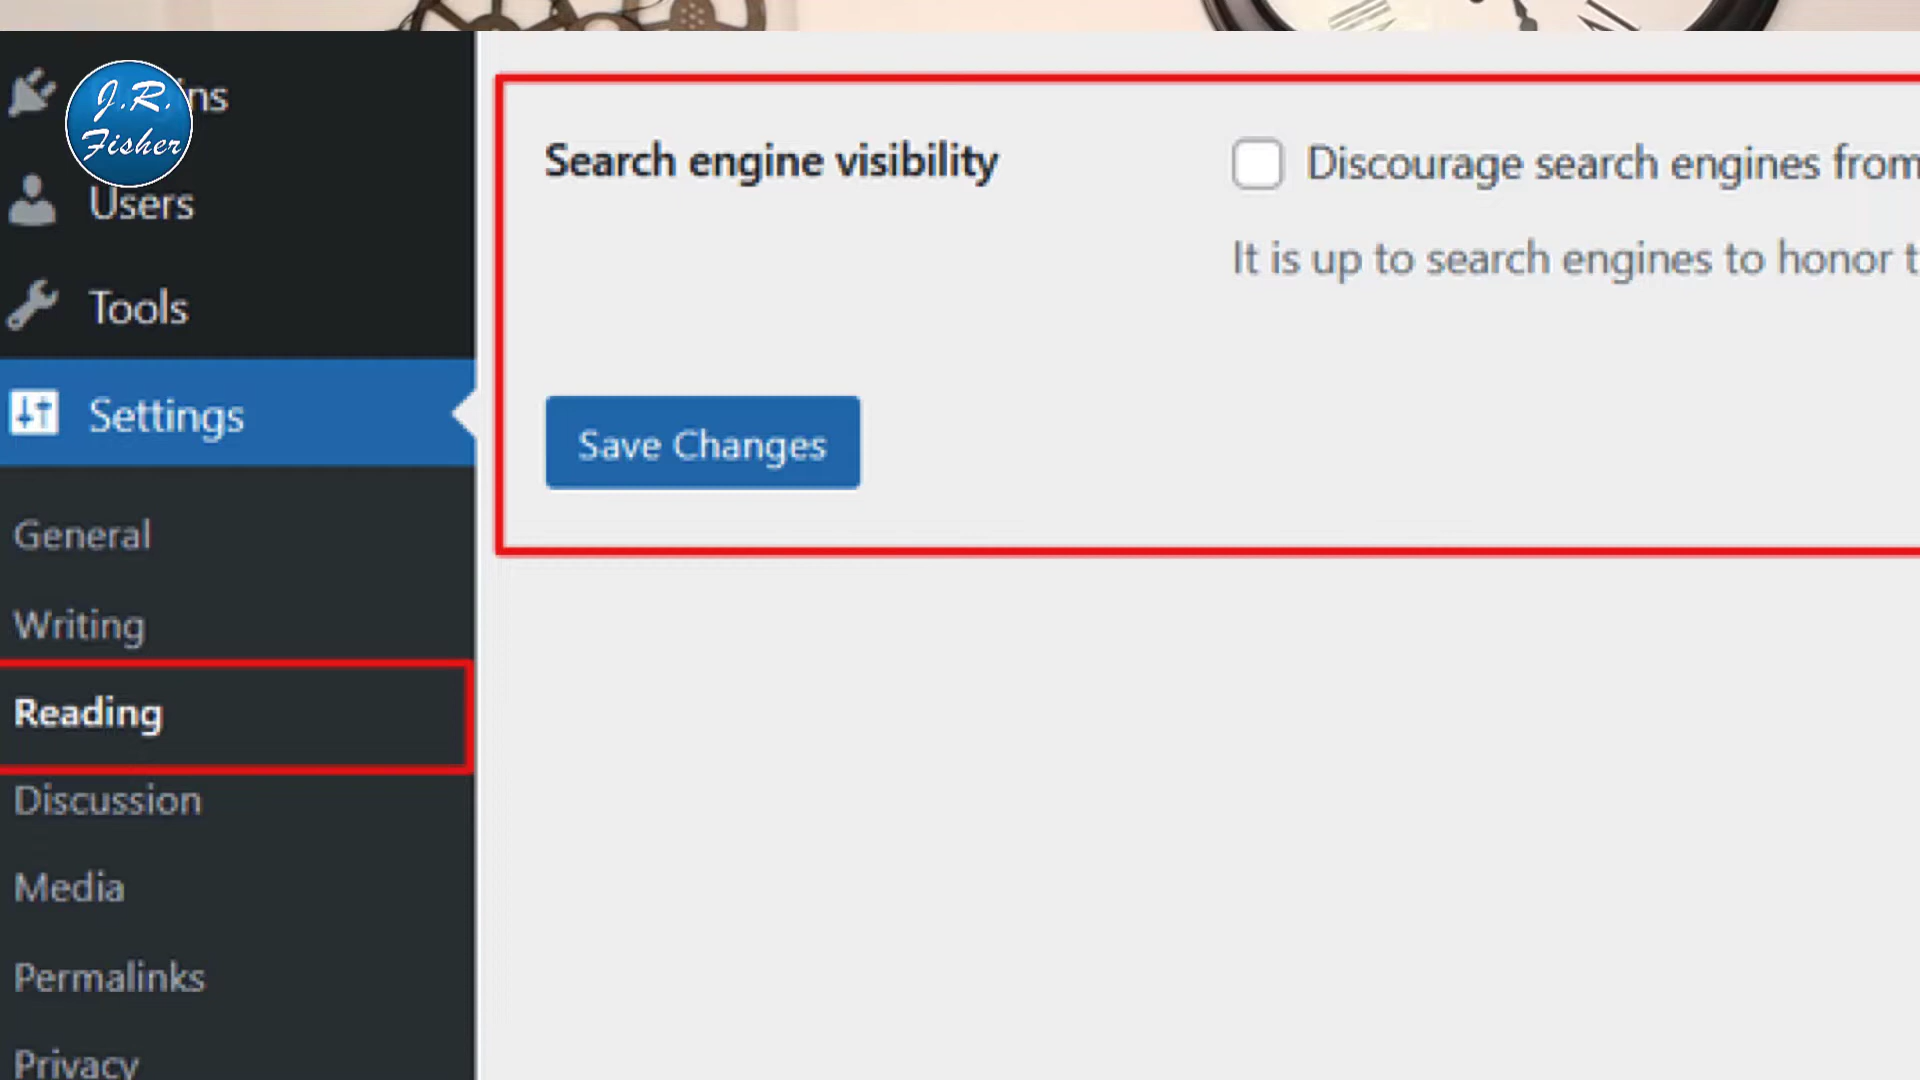 J.R.
Fisher
Users
Tools
Settings
General
Writing
Reading
Discussion
Media
Permalinks
Privacy
Search engine visibility
Discourage search engines from
It is up to search engines to honor
Save Changes